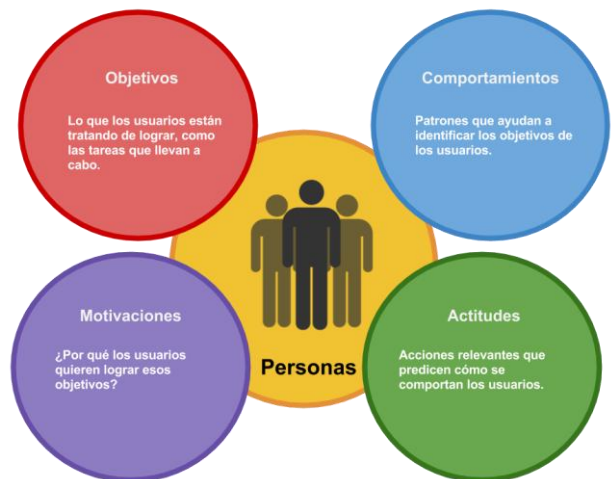 Objetivos
Lo que los usuarios están
tratando de lograr, como
las tareas que llevan a
cabo.
Comportamientos
Patrones que ayudan a
identificar los objetivos de
los usuarios.
Motivaciones
¿Por qué los usuarios
quieren lograr esos
objetivos?
Personas
Actitudes
Acciones relevantes que
predicen cómo se
comportan los usuarios.